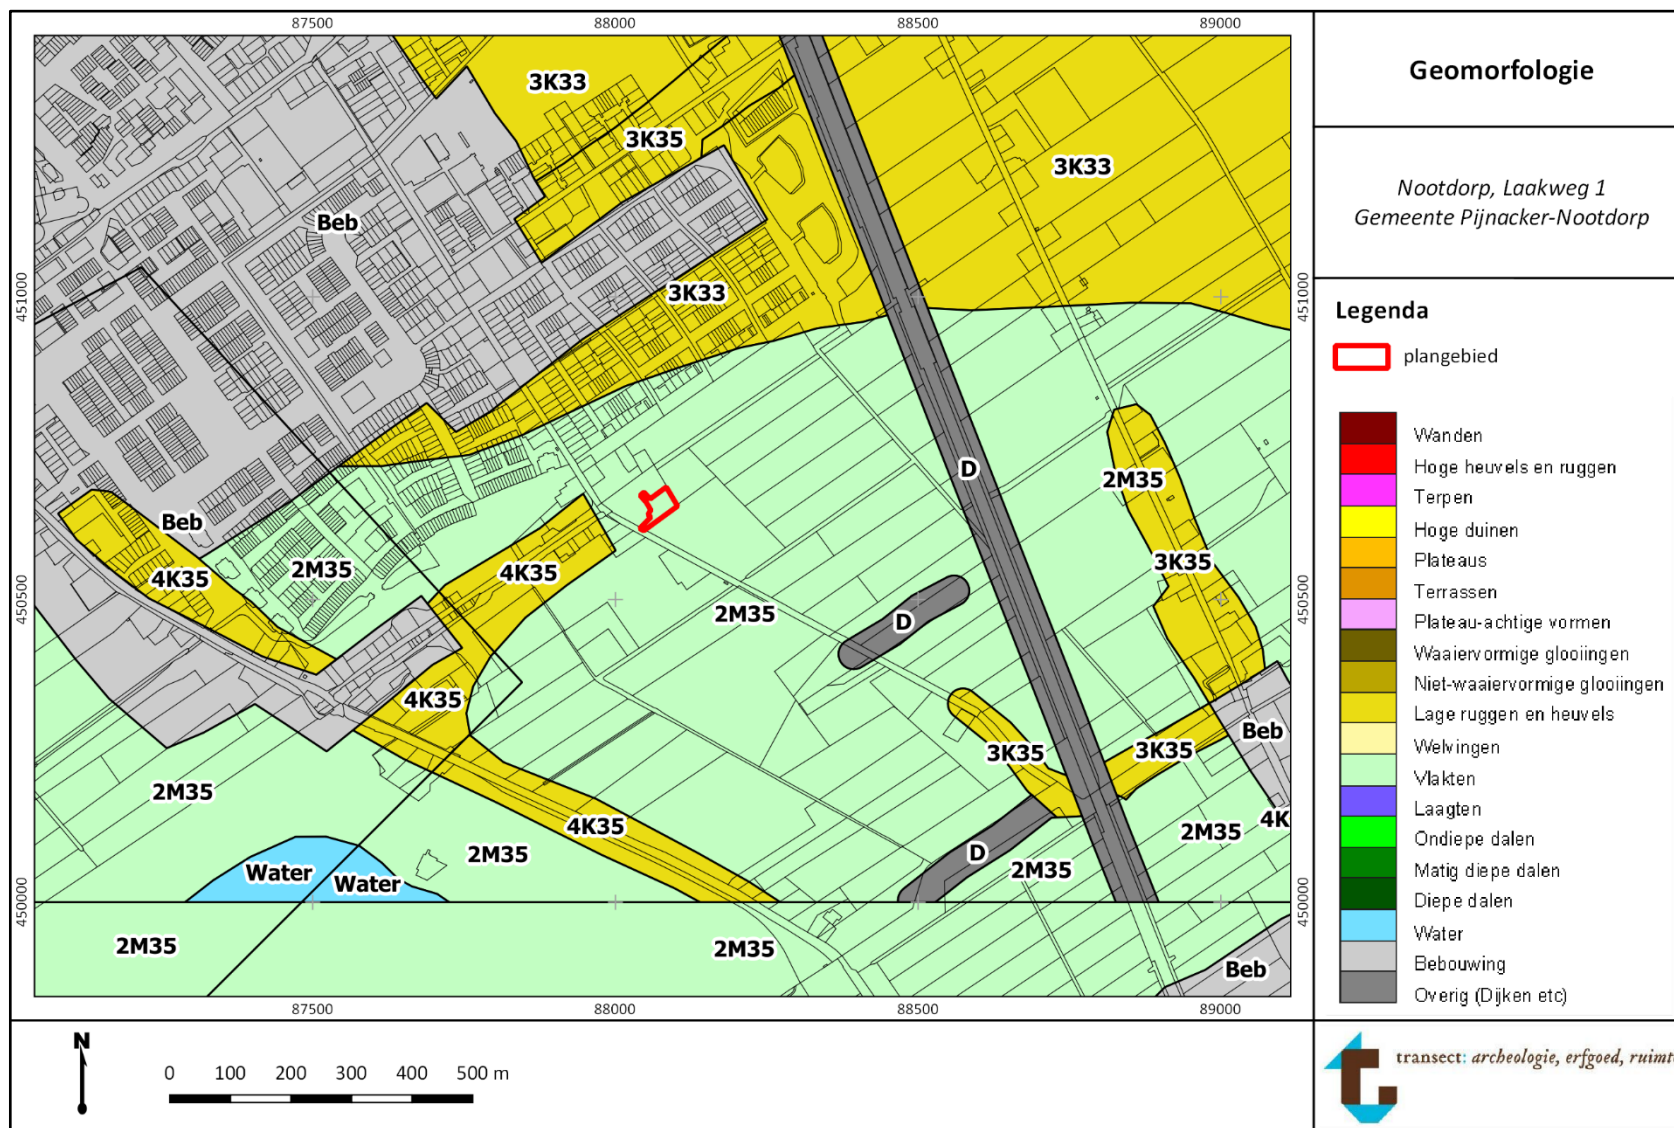 87500 88000 88500 89000
Geomorfologie
Nootdorp, Laakweg 1
Gemeente Pijnacker-Nootdorp
Legenda
plangebied
Wanden
Hoge heuvels en ruggen
Terpen
Hoge duinen
Plateaus
Terrassen
Plateau-achtige vormen
Waaiervormige glooiingen
Niet-waaiervormige glooiingen
Lage ruggen en heuvels
Welvingen
Vlakten
Laagten
Ondiepe dalen
Matig diepe dalen
Diepe dalen
Water
Bebouwing
Overig (Dijken etc)
3K33
3K35
3K33
Beb
3K33
451000 451000
D
2M35
Beb
4K35
2M35
4K35
3K35
450500 450500
2M35
D
4K35
Beb
3K35
3K35
2M35
4K35
4K
2M35
2M35
D
2M35
Water
Water
450000 450000
2M35
2M35
Beb
87500 88000 88500 89000
N
0 100 200 300 400 500 m
transect: archeologie, erfgoed, ruimt